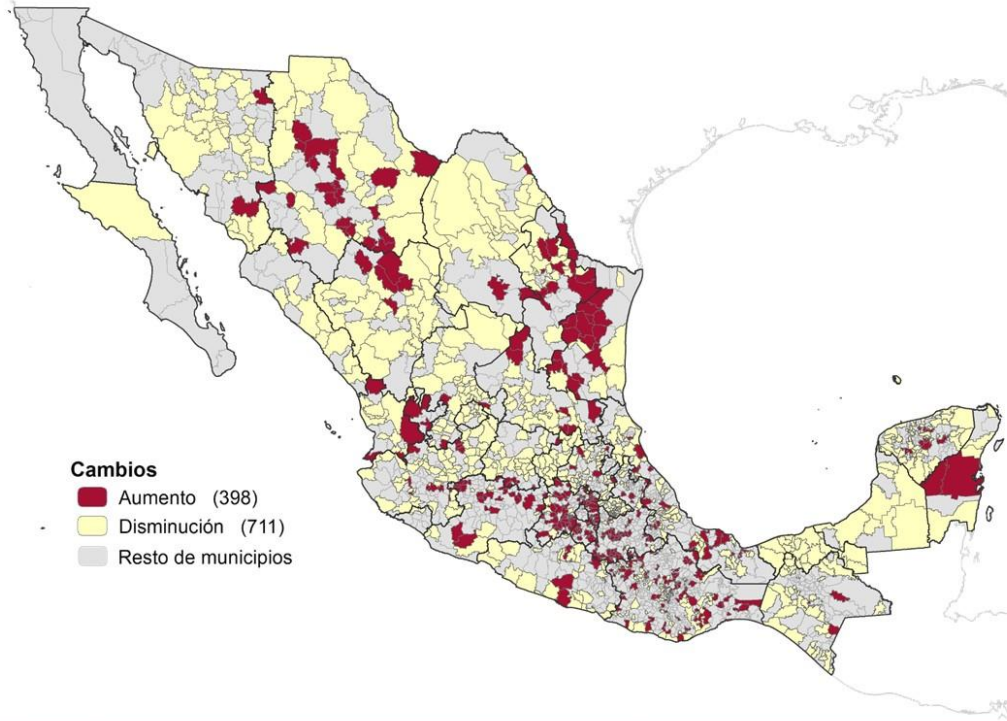 Cambios
Aumento (398)
Disminución (711)
Resto de municipios